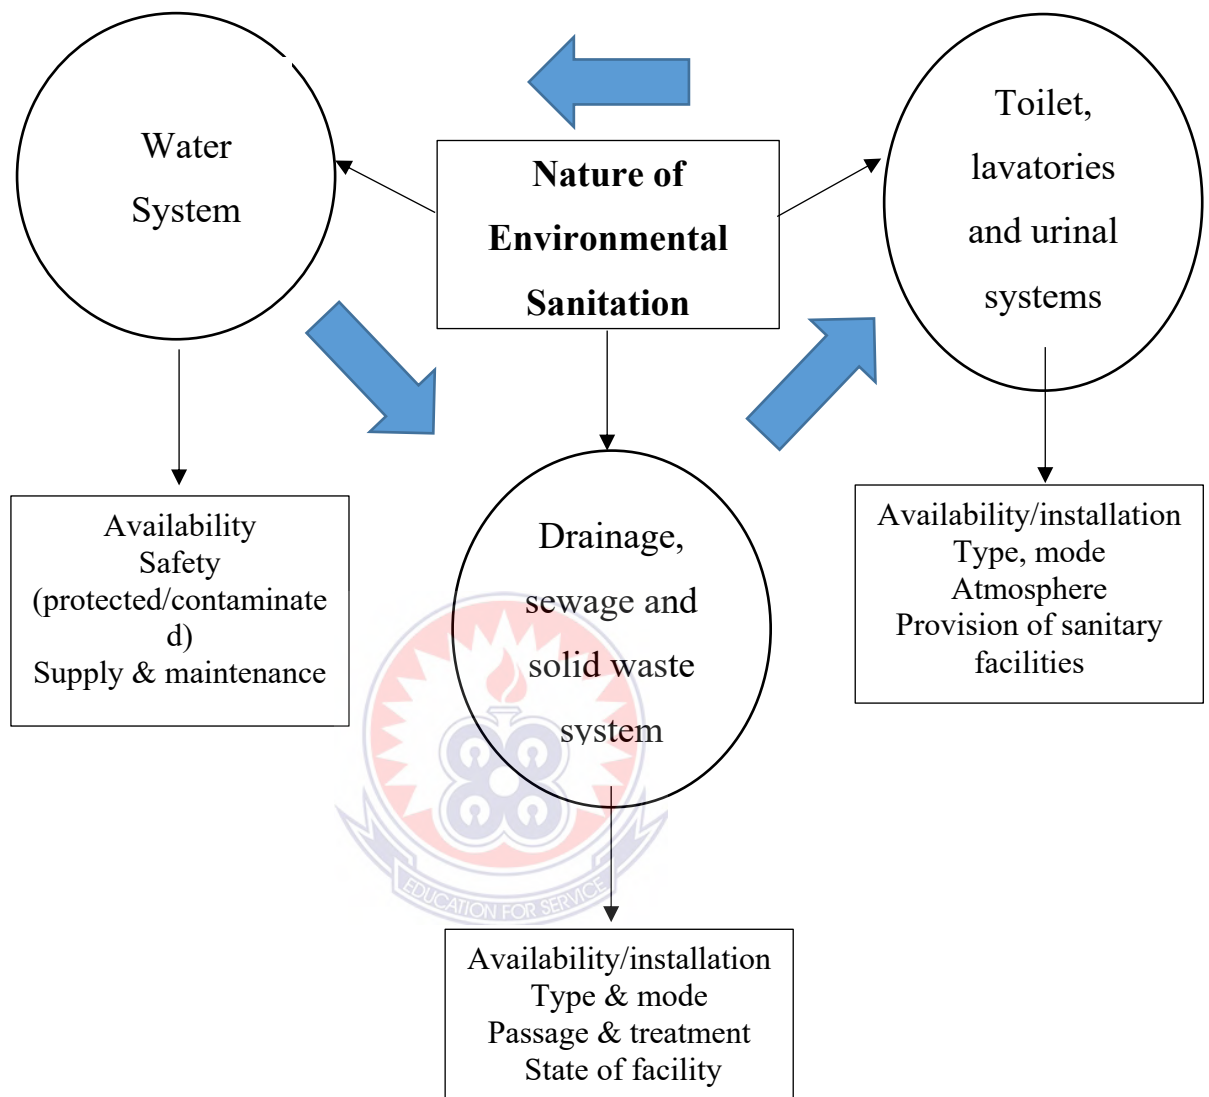 Water
System
Nature of
Environmental
Sanitation
Toilet,
lavatories
and urinal
systems
Availability
Safety
(protected/contaminate
d)
Supply & maintenance
Drainage,
sewage and
solid waste
system
Availability/installation
Type, mode
Atmosphere
Provision of sanitary
facilities
EDUCATION FOR SERVICE
Availability/installation
Type & mode
Passage & treatment
State of facility